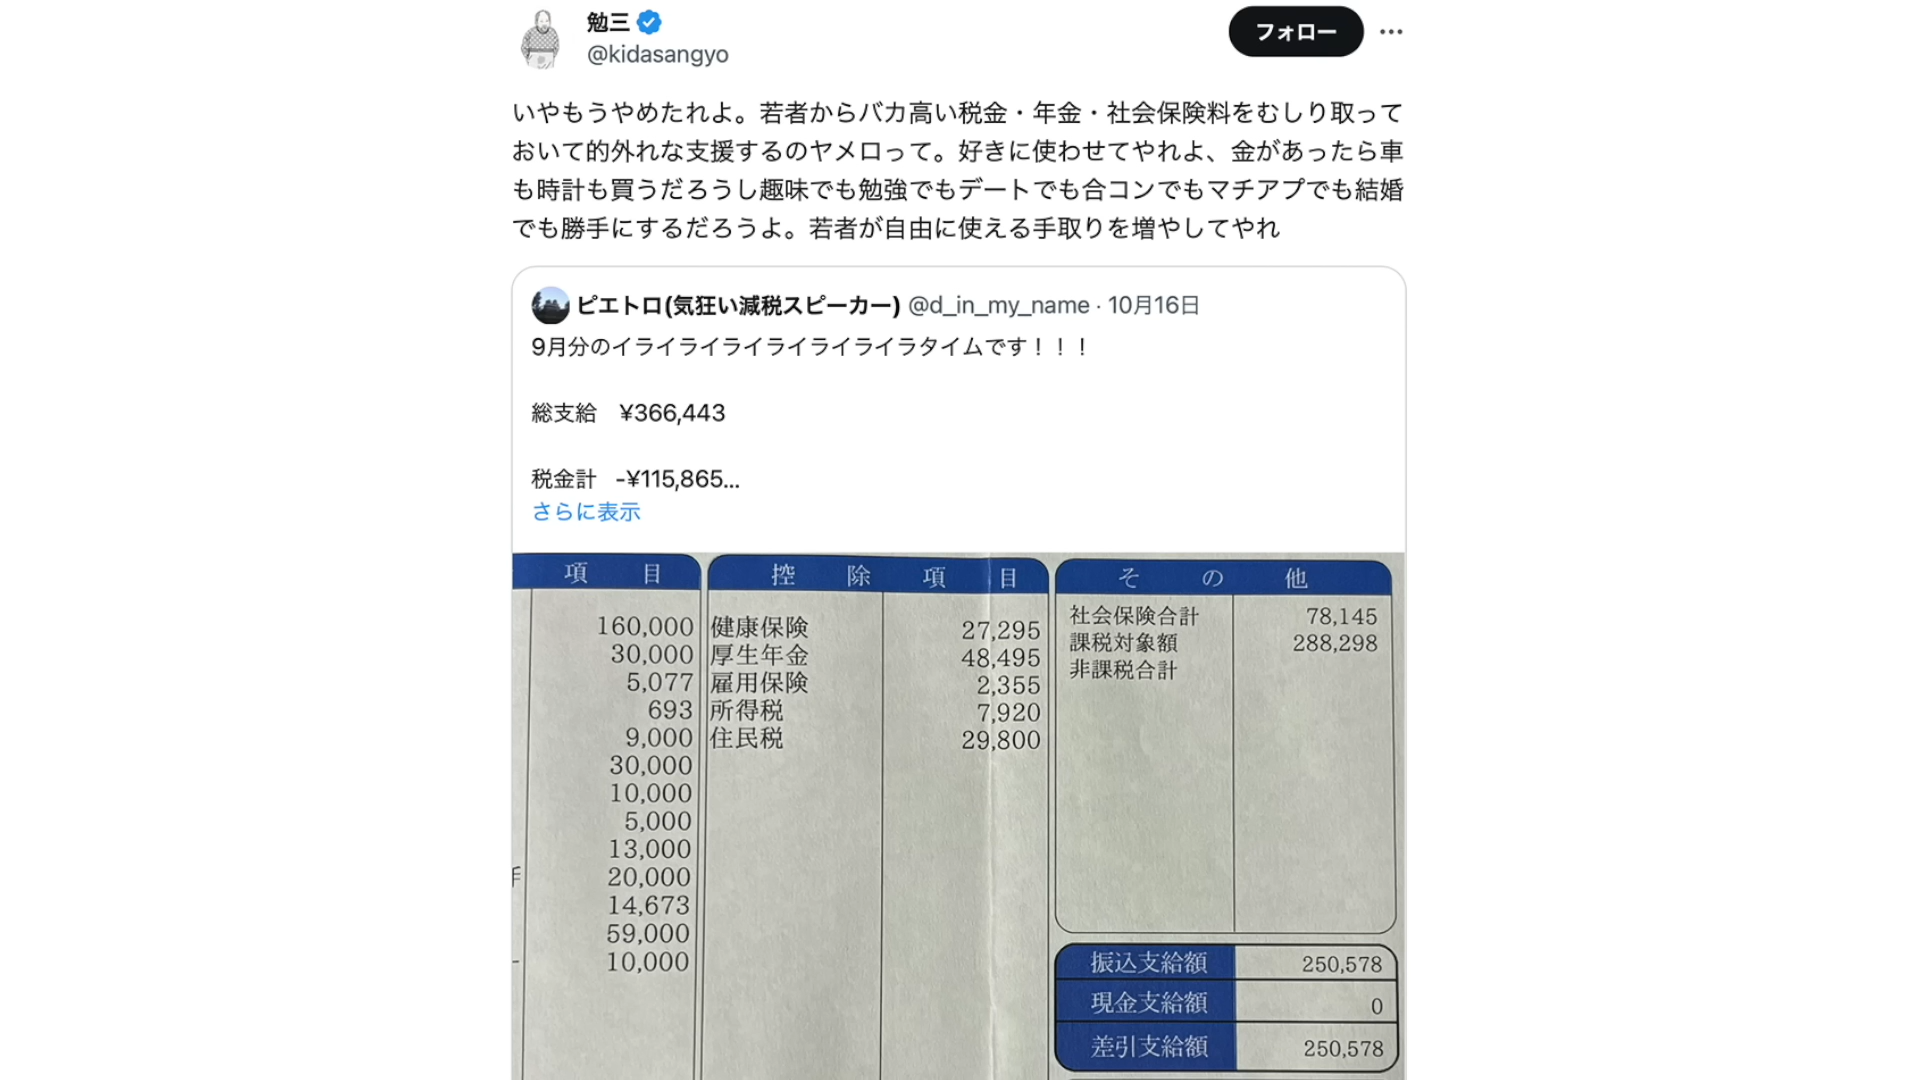 勉三
フォロー
@kidasangyo
いやもうやめたれよ。若者からバカ高い税金・年金・社会保険料をむしり取って
おいて的外れな支援するのヤメロって。好きに使わせてやれよ、金があったら車
も時計も買うだろうし趣味でも勉強でもデートでも合コンでもマチアプでも結婚
でも勝手にするだろうよ。若者が自由に使える手取りを増やしてやれ
ピエトロ(気狂い減税スピーカー) @d_in_my_name · 10月16日
9月分のイライライライライライライラタイムです！！！
総支給 ¥366,443
税金計 -¥115,865...
さらに表示
項 目
160,000
30,000
5,077
693
9,000
30,000
10,000
5,000
13,000
20,000
14,673
59,000
10,000
控 除 項 目
健康保険 27,295
厚生年金 48,495
雇用保険 2,355
所得税 7,920
住民税 29,800
そ の 他
社会保険合計 78,145
課税対象額 288,298
非課税合計
振込支給額 250,578
現金支給額 0
差引支給額 250,578